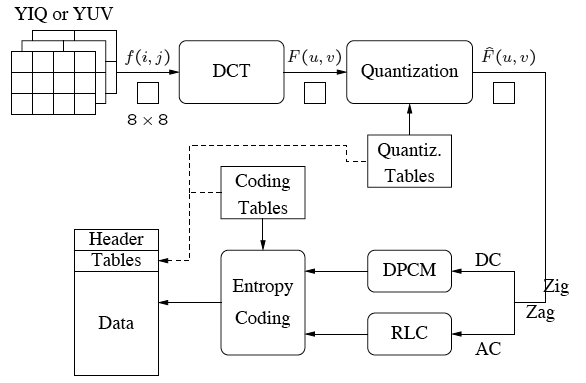 YIQ or YUV
f(i, j)
8 × 8
DCT
F(u, v)
Quantization
F̂(u, v)
Quantiz.
Tables
Coding
Tables
Header
Tables
Data
Entropy
Coding
DPCM
DC
RLC
AC
Zig
Zag